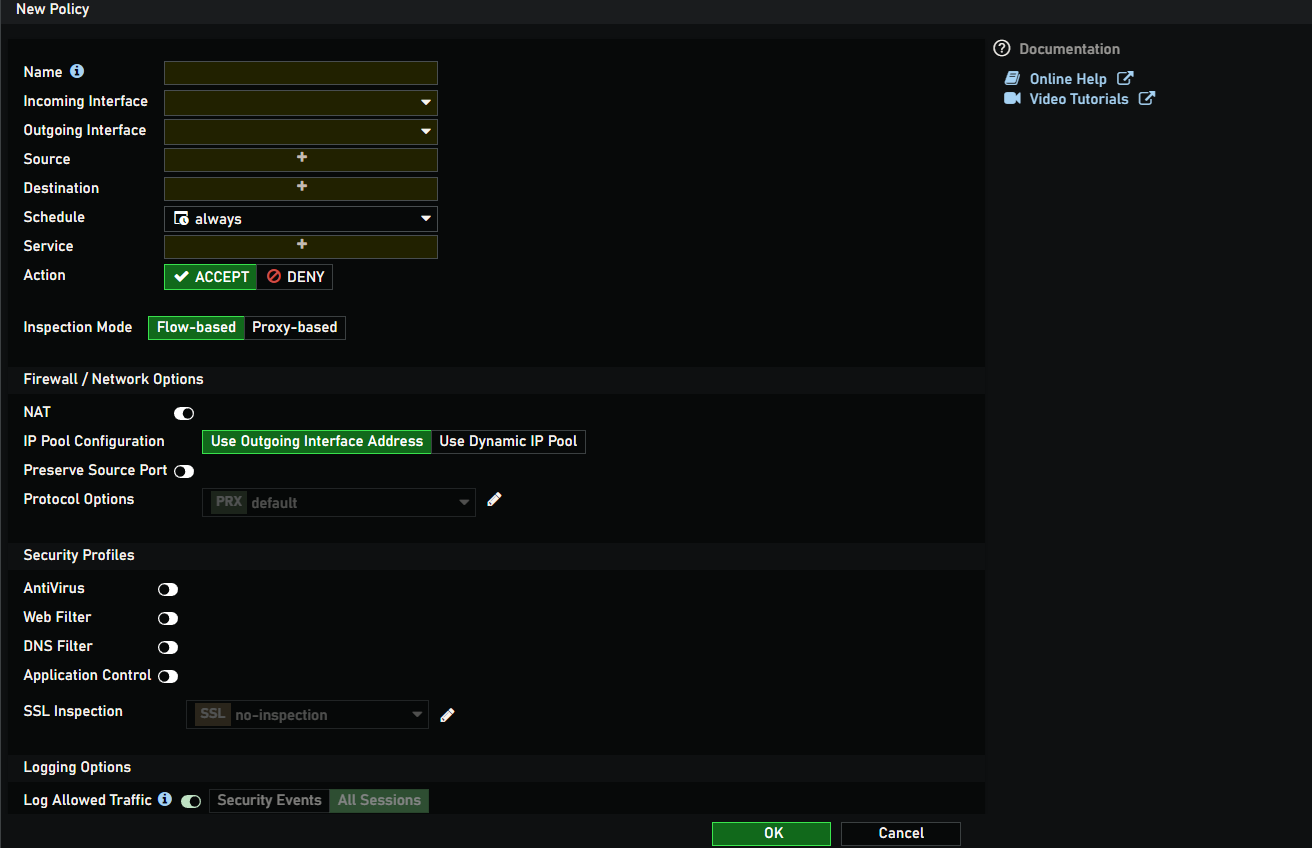 New Policy
Name
Incoming Interface
Outgoing Interface
Source
Destination
Schedule always
Service
Action ACCEPT DENY
Inspection Mode Flow-based Proxy-based
Firewall / Network Options
NAT
IP Pool Configuration Use Outgoing Interface Address Use Dynamic IP Pool
Preserve Source Port
Protocol Options PRX default
Security Profiles
AntiVirus
Web Filter
DNS Filter
Application Control
SSL Inspection SSL no-inspection
Logging Options
Log Allowed Traffic Security Events All Sessions
OK Cancel
Documentation
Online Help
Video Tutorials